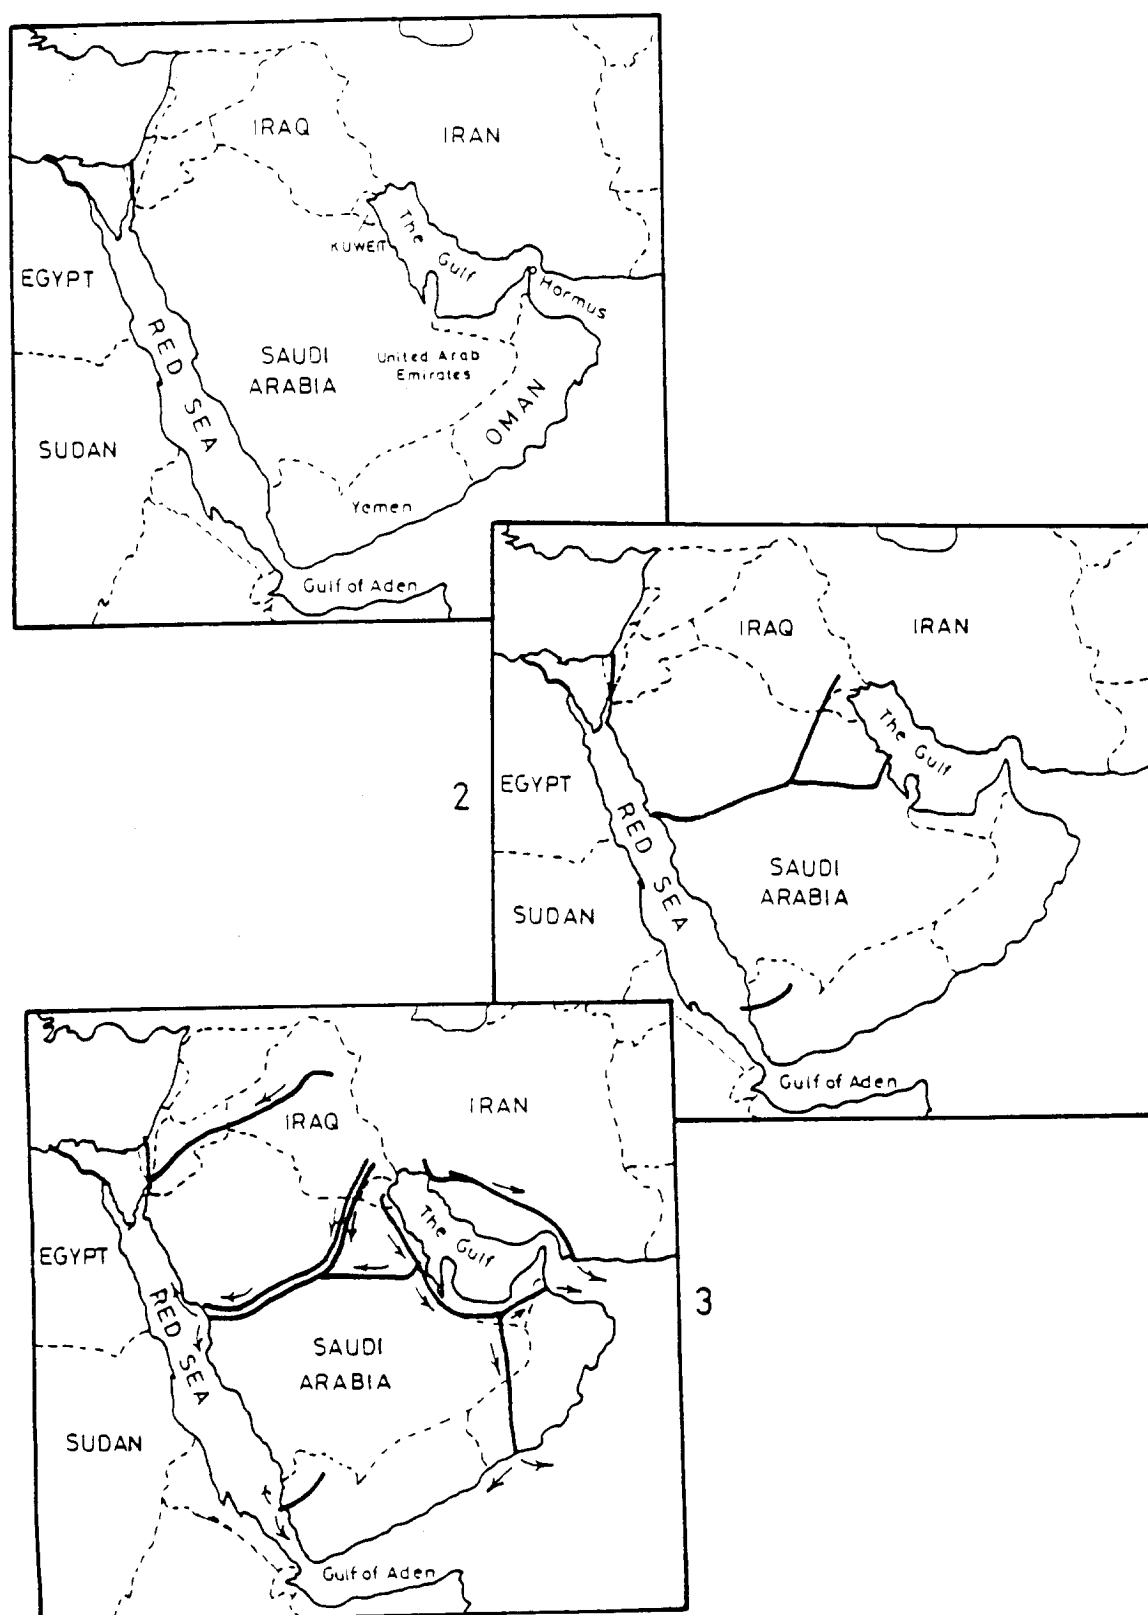 IRAQ
IRAN
The Gulf
KUWEIT
Hormus
EGYPT
RED SEA
SAUDI
ARABIA
United Arab
Emirates
OMAN
SUDAN
Yemen
Gulf of Aden
2
IRAQ
IRAN
The Gulf
EGYPT
RED SEA
SAUDI
ARABIA
SUDAN
Gulf of Aden
3
IRAQ
IRAN
The Gulf
EGYPT
RED SEA
SAUDI
ARABIA
SUDAN
Gulf of Aden